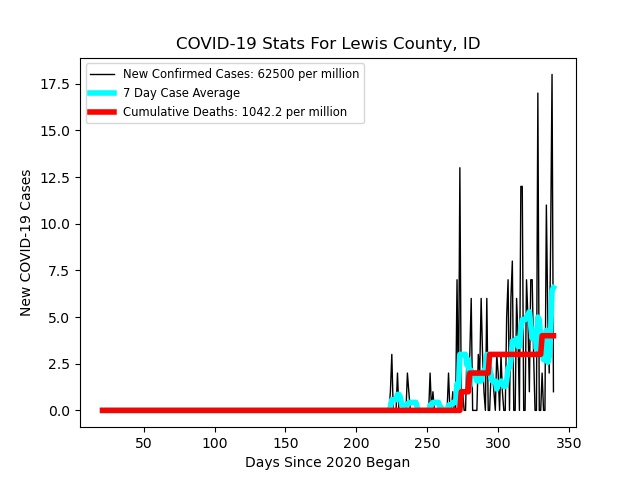 COVID-19 Stats For Lewis County, ID
New Confirmed Cases: 62500 per million
7 Day Case Average
Cumulative Deaths: 1042.2 per million
New COVID-19 Cases
17.5
15.0
12.5
10.0
7.5
5.0
2.5
0.0
50 100 150 200 250 300 350
Days Since 2020 Began